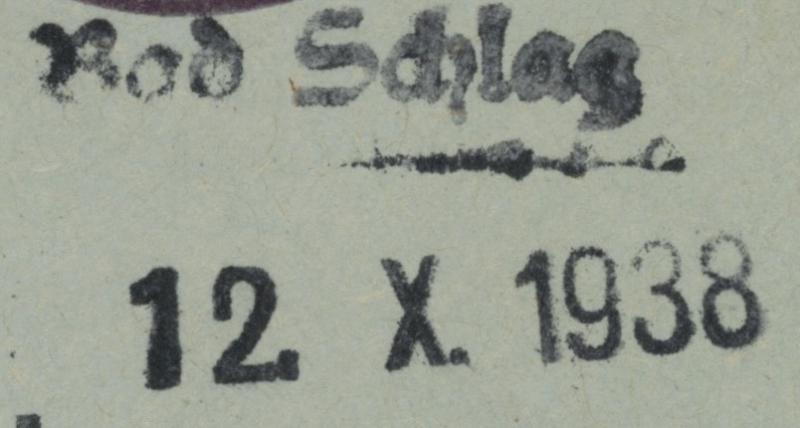 Rod Schlag
12. X. 1938